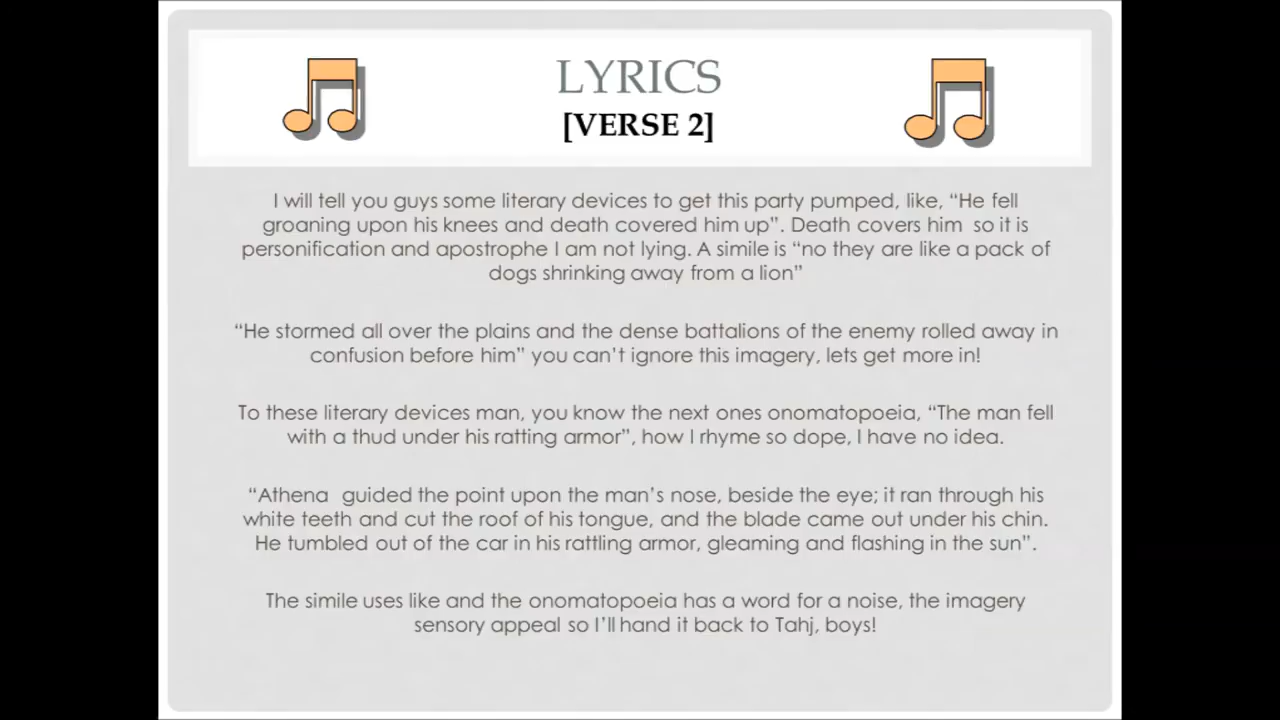 LYRICS
[VERSE 2]
I will tell you guys some literary devices to get this party pumped, like, “He fell
groaning upon his knees and death covered him up”. Death covers him so it is
personification and apostrophe I am not lying. A simile is “no they are like a pack of
dogs shrinking away from a lion”
“He stormed all over the plains and the dense battalions of the enemy rolled away in
confusion before him” you can’t ignore this imagery, lets get more in!
To these literary devices man, you know the next ones onomatopoeia, “The man fell
with a thud under his ratting armor”, how I rhyme so dope, I have no idea.
“Athena guided the point upon the man’s nose, beside the eye; it ran through his
white teeth and cut the roof of his tongue, and the blade came out under his chin.
He tumbled out of the car in his rattling armor, gleaming and flashing in the sun”.
The simile uses like and the onomatopoeia has a word for a noise, the imagery
sensory appeal so I’ll hand it back to Tahj, boys!